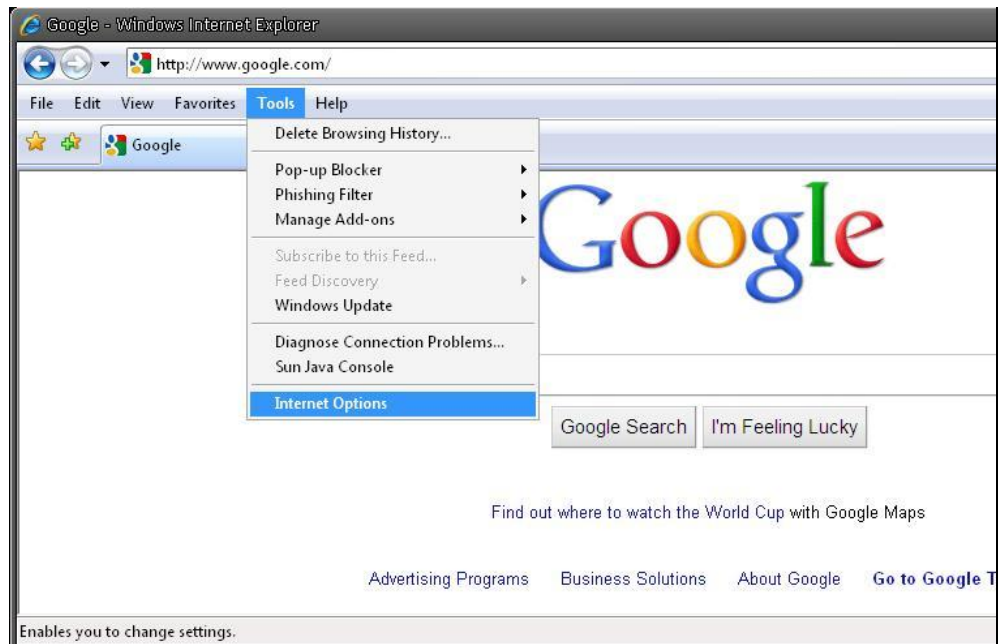 Google - Windows Internet Explorer
http://www.google.com/
File Edit View Favorites Tools Help
Google
Delete Browsing History...
Pop-up Blocker
Phishing Filter
Manage Add-ons
Subscribe to this Feed...
Feed Discovery
Windows Update
Diagnose Connection Problems...
Sun Java Console
Internet Options
Google
Google Search I'm Feeling Lucky
Find out where to watch the World Cup with Google Maps
Advertising Programs Business Solutions About Google Go to Google T
Enables you to change settings.